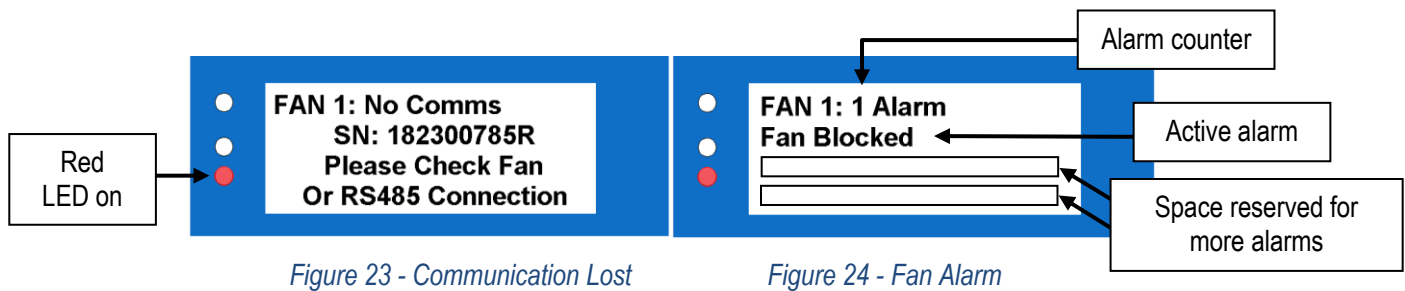 Alarm counter
FAN 1: No Comms
SN: 182300785R
Please Check Fan
Or RS485 Connection
FAN 1: 1 Alarm
Fan Blocked
Active alarm
Red
LED on
Space reserved for
more alarms
Figure 23 - Communication Lost
Figure 24 - Fan Alarm